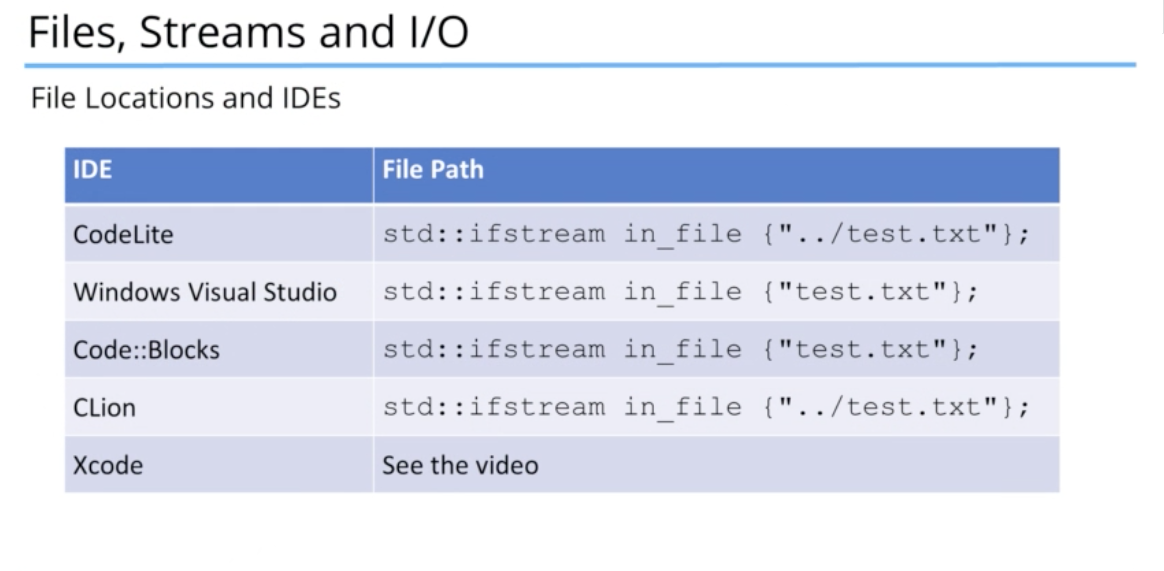 Files, Streams and I/O
File Locations and IDEs
IDE File Path
CodeLite std::ifstream in_file {"../test.txt"};
Windows Visual Studio std::ifstream in_file {"test.txt"};
Code::Blocks std::ifstream in_file {"test.txt"};
CLion std::ifstream in_file {"../test.txt"};
Xcode See the video